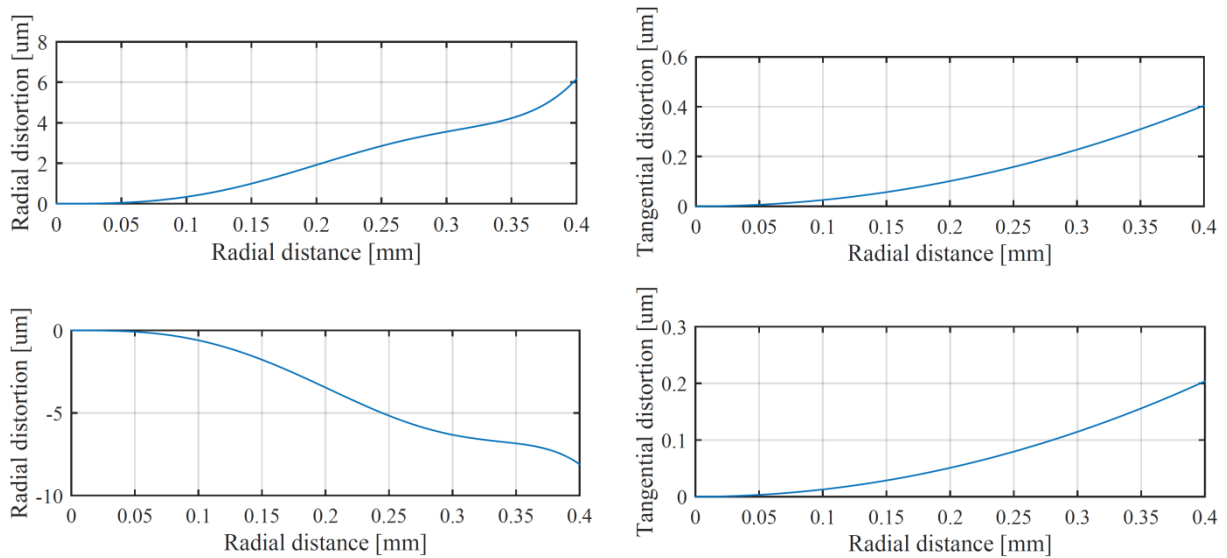 Radial distortion [um]
8
6
4
2
0
0 0.05 0.1 0.15 0.2 0.25 0.3 0.35 0.4
Radial distance [mm]
Tangential distortion [um]
0.6
0.4
0.2
0
0 0.05 0.1 0.15 0.2 0.25 0.3 0.35 0.4
Radial distance [mm]
Radial distortion [um]
0
-5
-10
0 0.05 0.1 0.15 0.2 0.25 0.3 0.35 0.4
Radial distance [mm]
Tangential distortion [um]
0.3
0.2
0.1
0
0 0.05 0.1 0.15 0.2 0.25 0.3 0.35 0.4
Radial distance [mm]